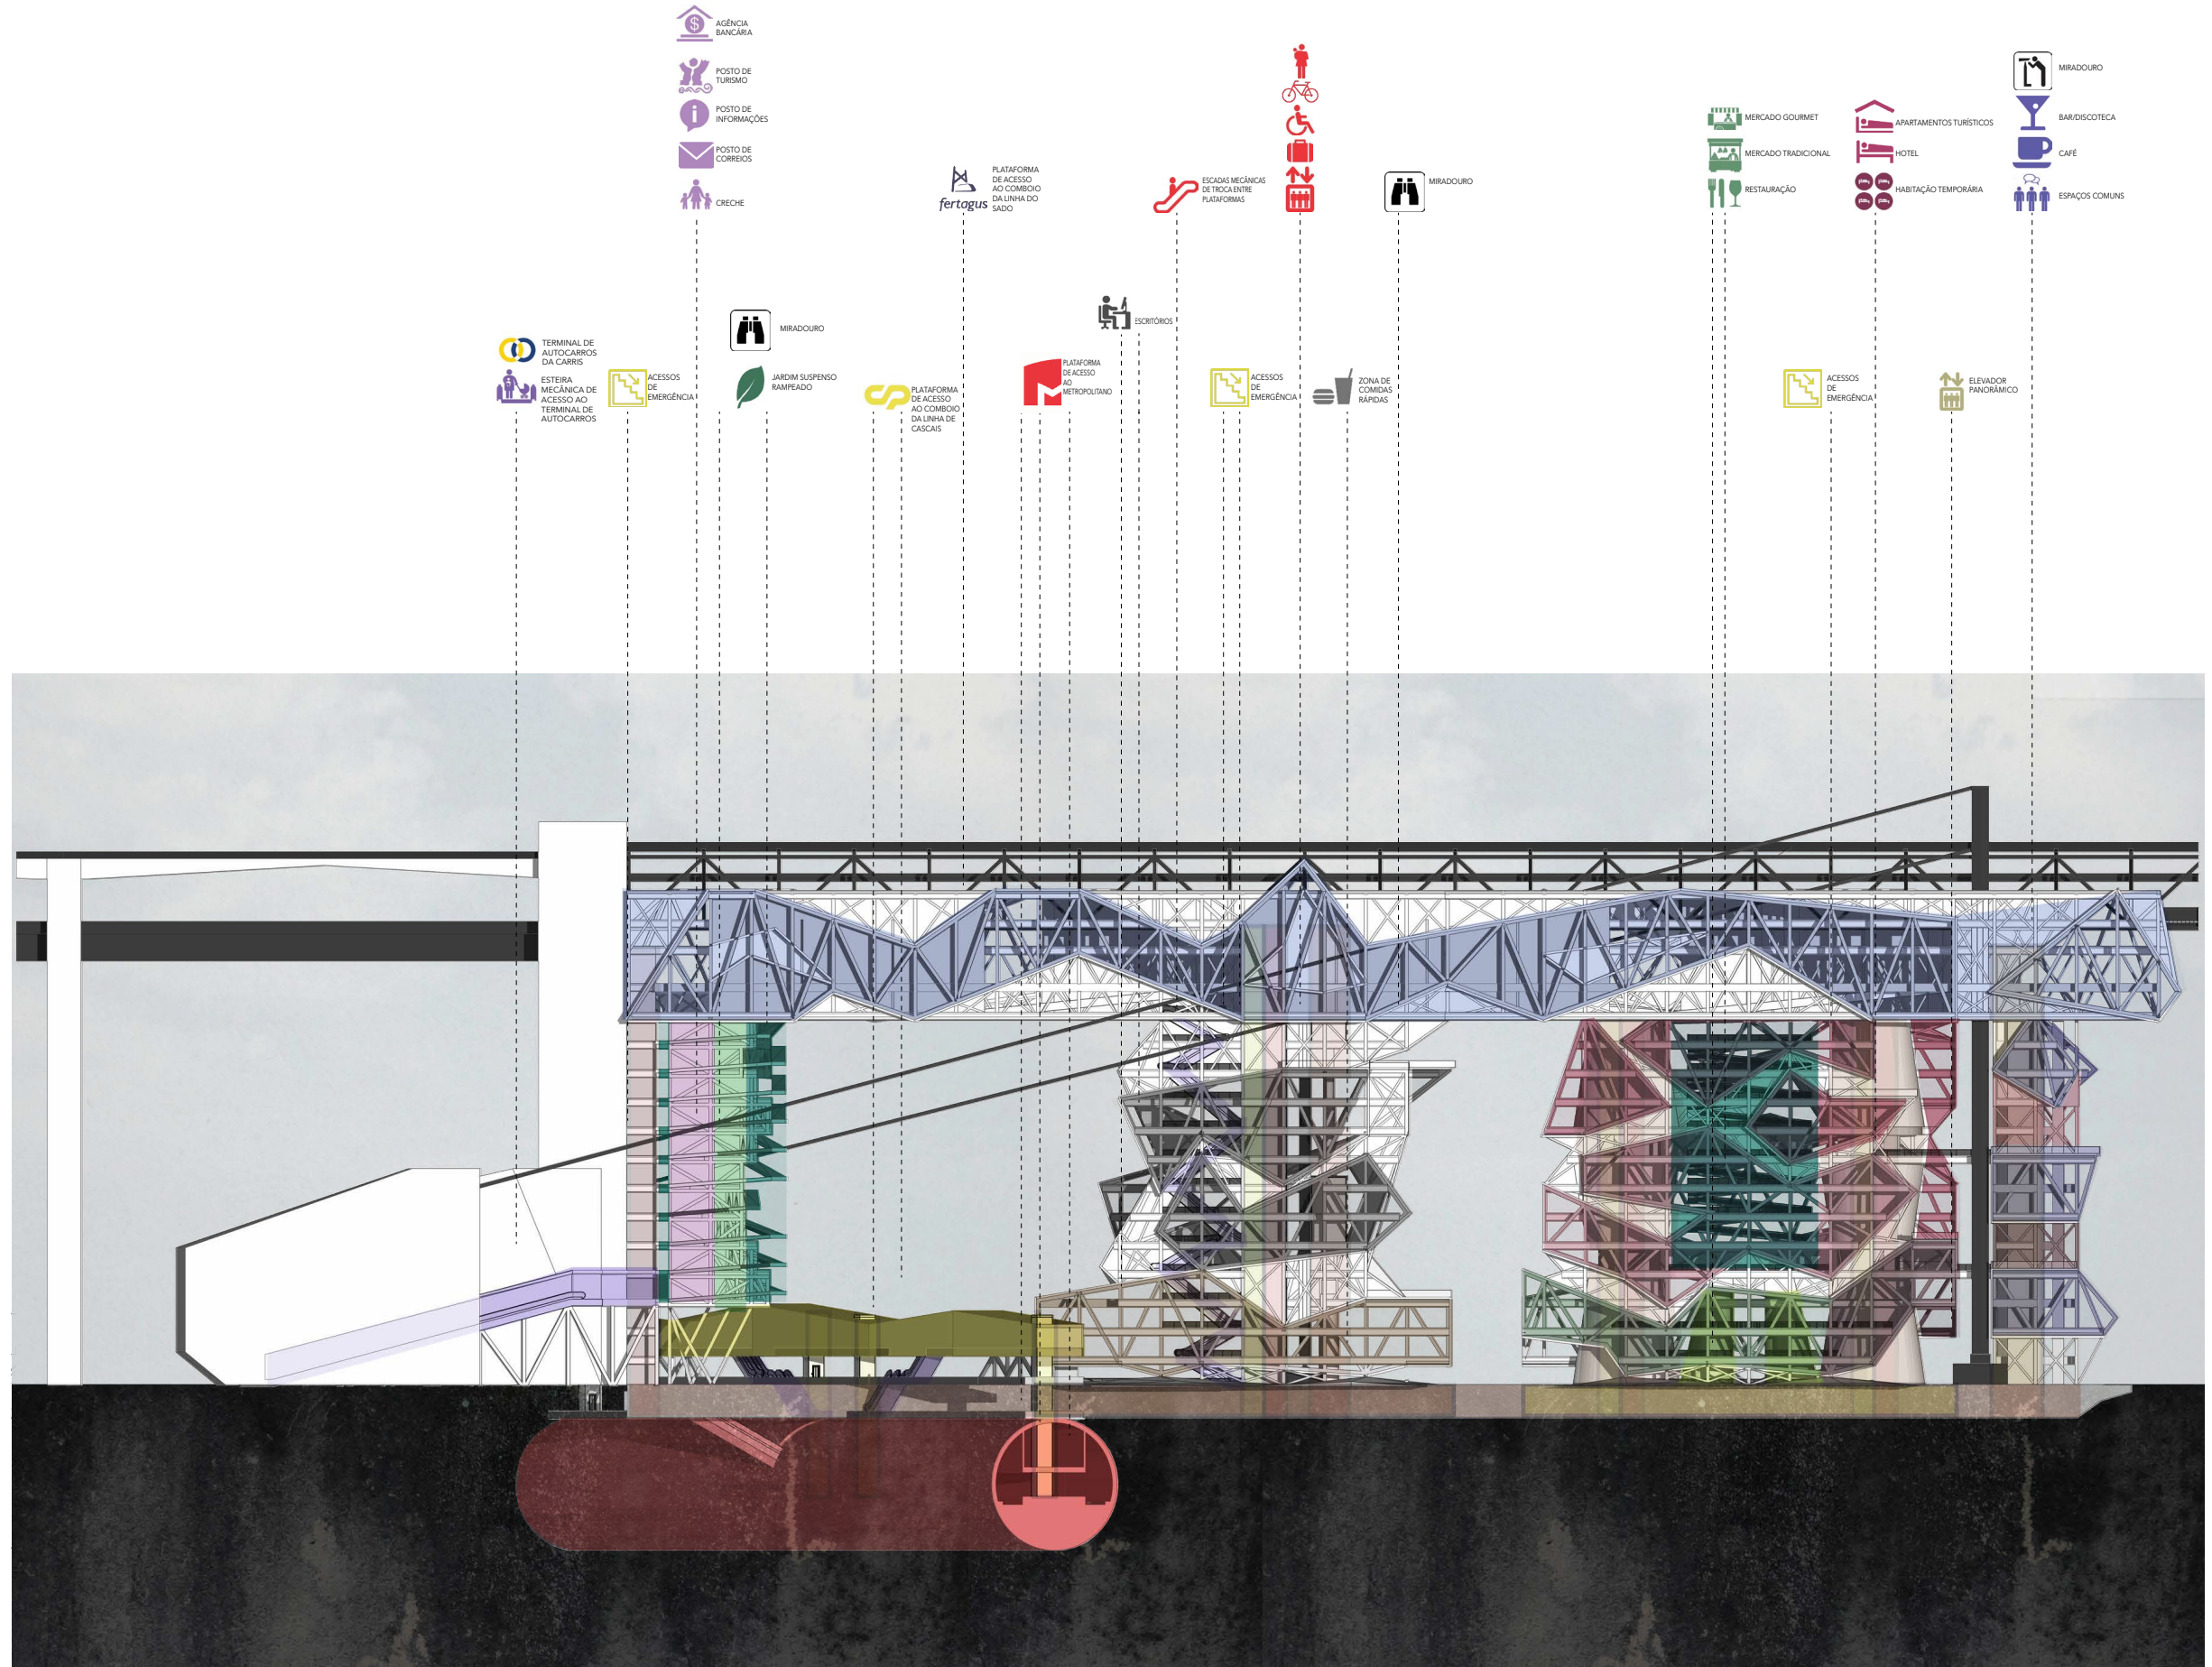 AGÊNCIA
BANCÁRIA
POSTO DE
TURISMO
POSTO DE
INFORMAÇÕES
POSTO DE
CORREIOS
CRECHE
fertagus
PLATAFORMA
DE ACESSO
AO COMBOIO
DA LINHA DO
SADO
ESCADAS MECÂNICAS
DE TROCA ENTRE
PLATAFORMAS
MIRADOURO
MERCADO GOURMET
MERCADO TRADICIONAL
RESTAURAÇÃO
APARTAMENTOS TURÍSTICOS
HOTEL
HABITAÇÃO TEMPORÁRIA
MIRADOURO
BAR/DISCOTECA
CAFÉ
ESPAÇOS COMUNS
TERMINAL DE
AUTOCARROS
DA CARRIS
ESTEIRA
MECÂNICA DE
ACESSO AO
TERMINAL DE
AUTOCARROS
ACESSOS
DE
EMERGÊNCIA
MIRADOURO
JARDIM SUSPENSO
RAMPEADO
PLATAFORMA
DE ACESSO
AO COMBOIO
DA LINHA DE
CASCAIS
PLATAFORMA
DE ACESSO
AO
METROPOLITANO
ESCRITÓRIOS
ACESSOS
DE
EMERGÊNCIA
ZONA DE
COMIDAS
RÁPIDAS
ACESSOS
DE
EMERGÊNCIA
ELEVADOR
PANORÂMICO